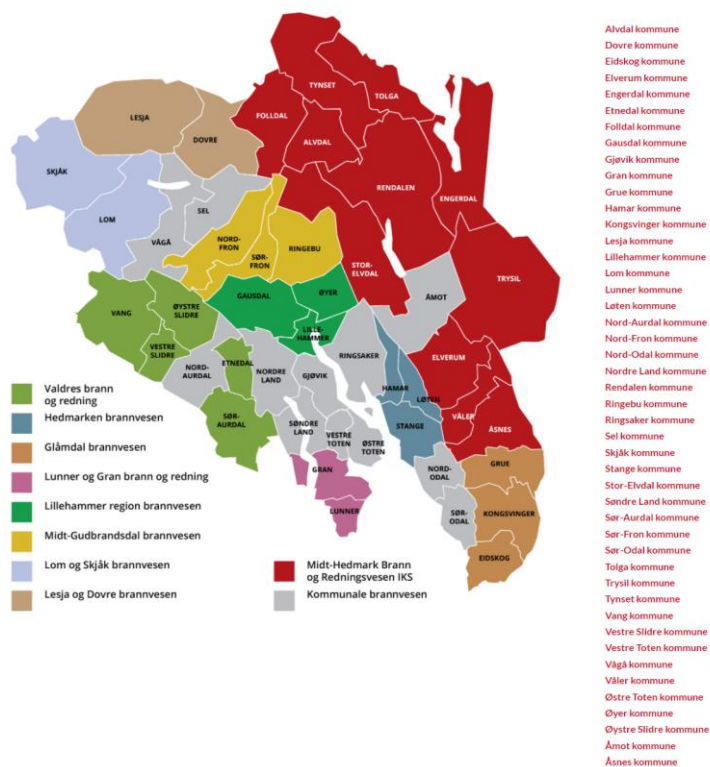 TYNSET
TOLGA
FOLLDAL
LESJA
DOVRE
ALVDAL
SKJÅK
RENDALEN
ENGERDAL
LOM
SEL
VÅGÅ
NORD-
FRON
SØR-
FRON
RINGEBU
STOR-
ELVDAL
TRYSIL
GAUSDAL
ØYER
ÅMOT
VANG
ØYSTRE
SLIDRE
LILLE-
HAMMER
VESTRE
SLIDRE
ETNEDAL
RINGSAKER
ELVERUM
NORD-
AURDAL
NORDRE
LAND
GJØVIK
HAMAR
LØTEN
SØR-
AURDAL
SØNDRE
LAND
VESTRE
TOTEN
ØSTRE
TOTEN
STANGE
VÅLER
ÅSNES
GRAN
NORD-
ODAL
GRUE
LUNNER
SØR-
ODAL
KONGSVINGER
EIDSKOG
Valdres brann
og redning
Hedmarken brannvesen
Glåmdal brannvesen
Lunner og Gran brann og redning
Lillehammer region brannvesen
Midt-Gudbrandsdal brannvesen
Lom og Skjåk brannvesen
Lesja og Dovre brannvesen
Midt-Hedmark Brann
og Redningsvesen IKS
Kommunale brannvesen
Alvdal kommune
Dovre kommune
Eidskog kommune
Elverum kommune
Engerdal kommune
Etnedal kommune
Folldal kommune
Gausdal kommune
Gjøvik kommune
Gran kommune
Grue kommune
Hamar kommune
Kongsvinger kommune
Lesja kommune
Lillehammer kommune
Lom kommune
Lunner kommune
Løten kommune
Nord-Aurdal kommune
Nord-Fron kommune
Nord-Odal kommune
Nordre Land kommune
Rendalen kommune
Ringebu kommune
Ringsaker kommune
Sel kommune
Skjåk kommune
Stange kommune
Stor-Elvdal kommune
Søndre Land kommune
Sør-Aurdal kommune
Sør-Fron kommune
Sør-Odal kommune
Tolga kommune
Trysil kommune
Tynset kommune
Vang kommune
Vestre Slidre kommune
Vestre Toten kommune
Vågå kommune
Våler kommune
Østre Toten kommune
Øyer kommune
Øystre Slidre kommune
Åmot kommune
Åsnes kommune